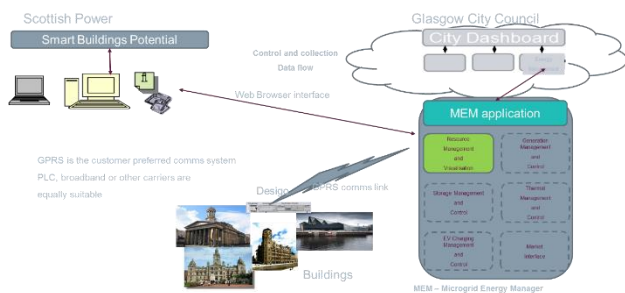 Scottish Power
Glasgow City Council
Smart Buildings Potential
City Dashboard
Control and collection
Data flow
Web Browser interface
MEM application
Resource
Management
and
Visualisation
Generation
Management
and
Control
GPRS is the customer preferred comms system
PLC, broadband or other carriers are
equally suitable
GPRS comms link
Storage Management
and
Control
Thermal
Management
and
Control
EV Charging
Management
and
Control
Market
Interface
Buildings
MEM – Microgrid Energy Manager